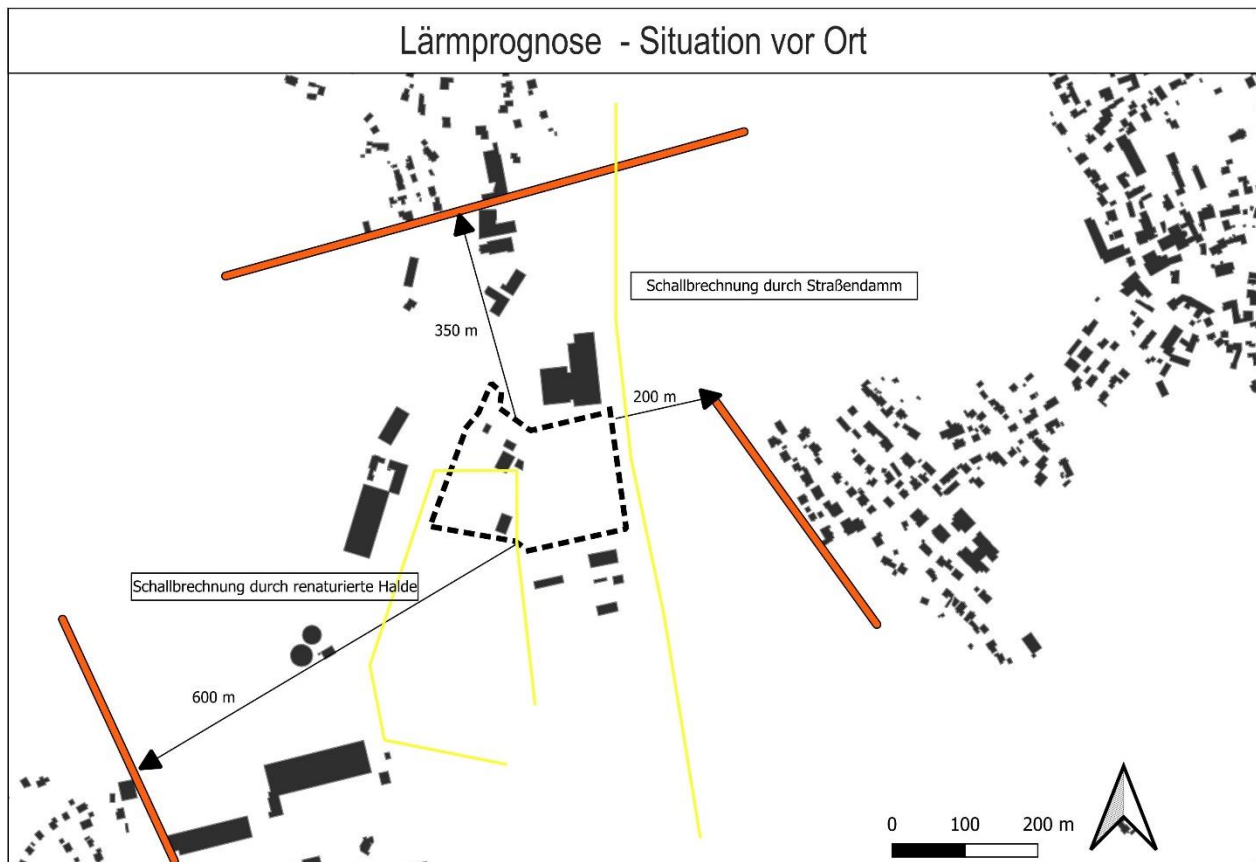 Lärmprognose - Situation vor Ort
Schallbrechnung durch Straßendamm
350 m
200 m
Schallbrechnung durch renaturierte Halde
600 m
0 100 200 m